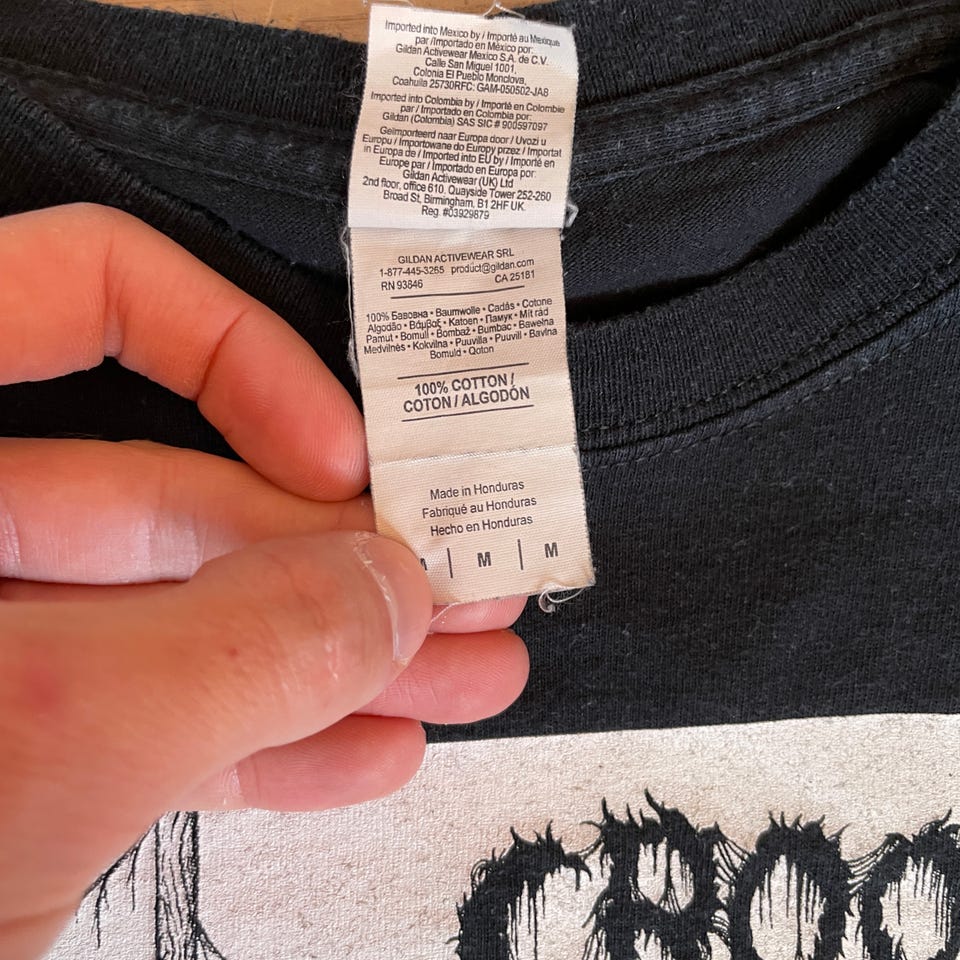 Imported into Mexico by / Importé au Mexique
par /Importado en México por:
Gildan Activewear Mexico S.A. de C.V.
Calle San Miguel 1001,
Colonia El Pueblo Monclova,
Coahuila 25730RFC: GAM-050502-JA8
Imported into Colombia by / Importé en Colombie
par / Importado en Colombia por:
Gildan (Colombia) SAS SIC # 900597097
Geïmporteerd naar Europa door / Uvozi u
Europu / Importowane do Europy przez / Importat
in Europa de / Imported into EU by / Importé en
Europe par / Importado en Europa por:
Gildan Activewear (UK) Ltd
2nd floor, office 610. Quayside Tower 252-260
Broad St, Birmingham, B1 2HF UK.
Reg. #03929879
GILDAN ACTIVEWEAR SRL
1-877-445-3265 product@gildan.com
RN 93846 CA 25181
100% Бавовна • Baumwolle • Cadás • Cotone
Algodão • Βάμβαξ • Katoen • Памук • Mit rád
Pamut • Bomull • Bombaž • Bumbac • Bawełna
Medvilnės • Kokvilna • Puuvilla • Puuvill • Bavlna
Bomuld • Qoton
100% COTTON /
COTON / ALGODÓN
Made in Honduras
Fabriqué au Honduras
Hecho en Honduras
M | M | M